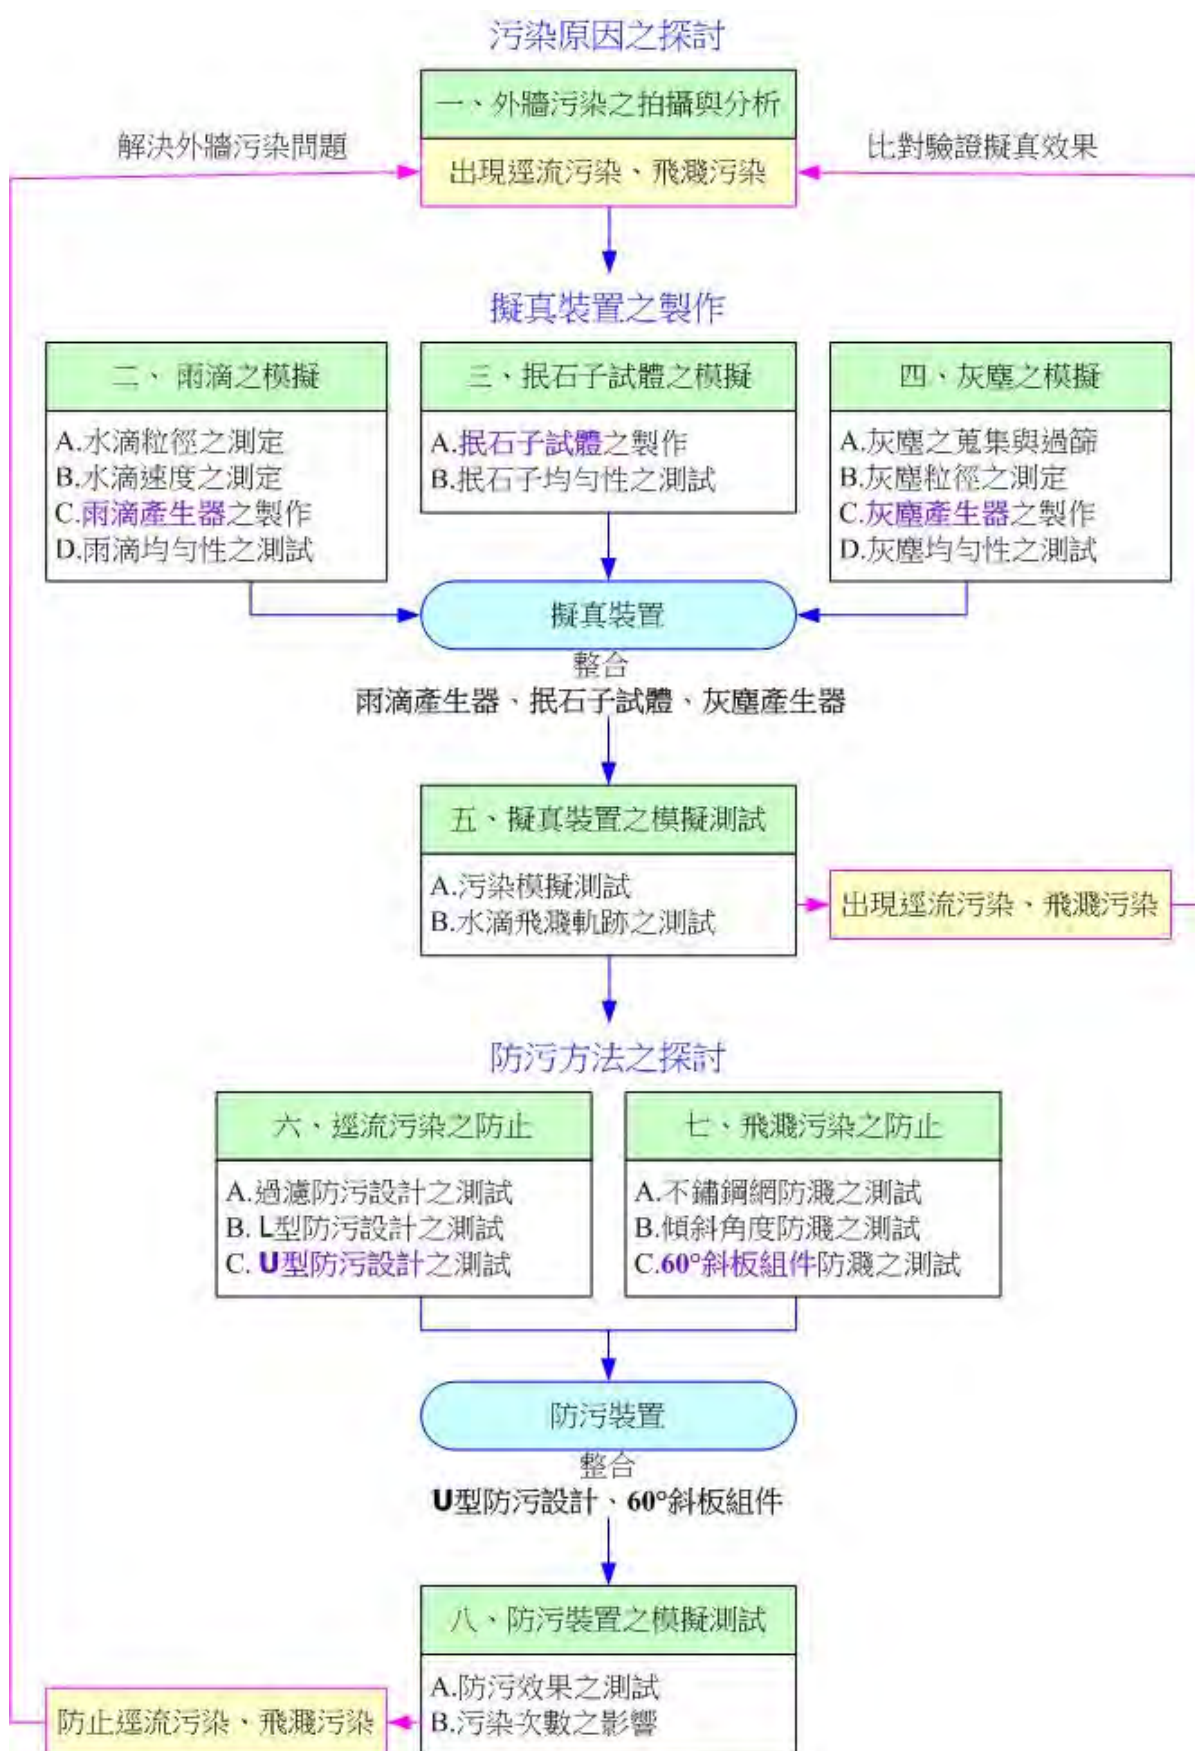 污染原因之探討
一、外牆污染之拍攝與分析
解決外牆污染問題
比對驗證擬真效果
出現逕流污染、飛濺污染
擬真裝置之製作
二、 雨滴之模擬
A.水滴粒徑之測定
B.水滴速度之測定
C.雨滴產生器之製作
D.雨滴均勻性之測試
三、抿石子試體之模擬
A.抿石子試體之製作
B.抿石子均勻性之測試
四、灰塵之模擬
A.灰塵之蒐集與過篩
B.灰塵粒徑之測定
C.灰塵產生器之製作
D.灰塵均勻性之測試
擬真裝置
整合
雨滴產生器、抿石子試體、灰塵產生器
五、擬真裝置之模擬測試
A.污染模擬測試
B.水滴飛濺軌跡之測試
出現逕流污染、飛濺污染
防污方法之探討
六、逕流污染之防止
A.過濾防污設計之測試
B. L型防污設計之測試
C. U型防污設計之測試
七、飛濺污染之防止
A.不鏽鋼網防濺之測試
B.傾斜角度防濺之測試
C.60°斜板組件防濺之測試
防污裝置
整合
U型防污設計、60°斜板組件
八、防污裝置之模擬測試
A.防污效果之測試
B.污染次數之影響
防止逕流污染、飛濺污染